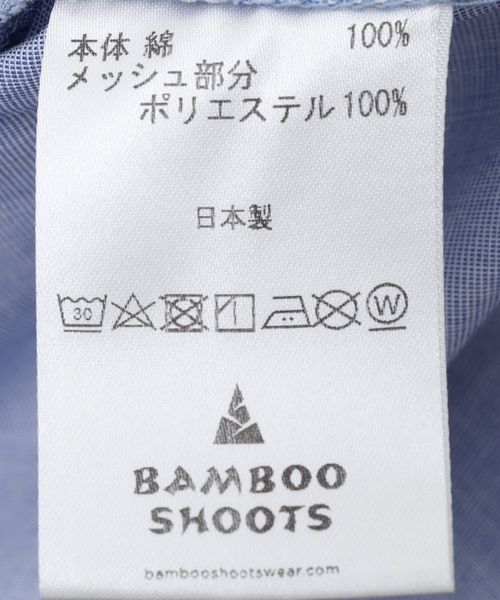 本体 綿 100%
メッシュ部分
ポリエステル100%
日本製
30 W
BAMBOO
SHOOTS
bambooshootswear.com